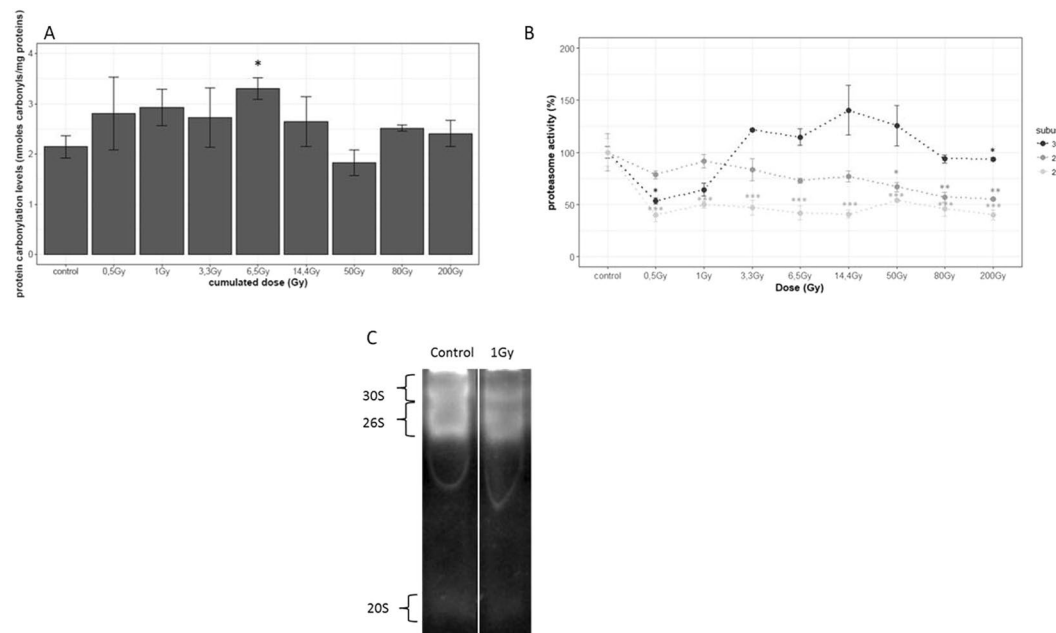 A
protein carbonylation levels (nmoles carbonyls/mg proteins)
4
3
2
1
0
*
control 0,5Gy 1Gy 3,3Gy 6,5Gy 14,4Gy 50Gy 80Gy 200Gy
cumulated dose (Gy)
B
proteasome activity (%)
200
150
100
50
0
* * *
* ** **
*** *** *** *** *** *** *** ***
control 0,5Gy 1Gy 3,3Gy 6,5Gy 14,4Gy 50Gy 80Gy 200Gy
Dose (Gy)
subu
3
2
2
C
Control 1Gy
30S
26S
20S